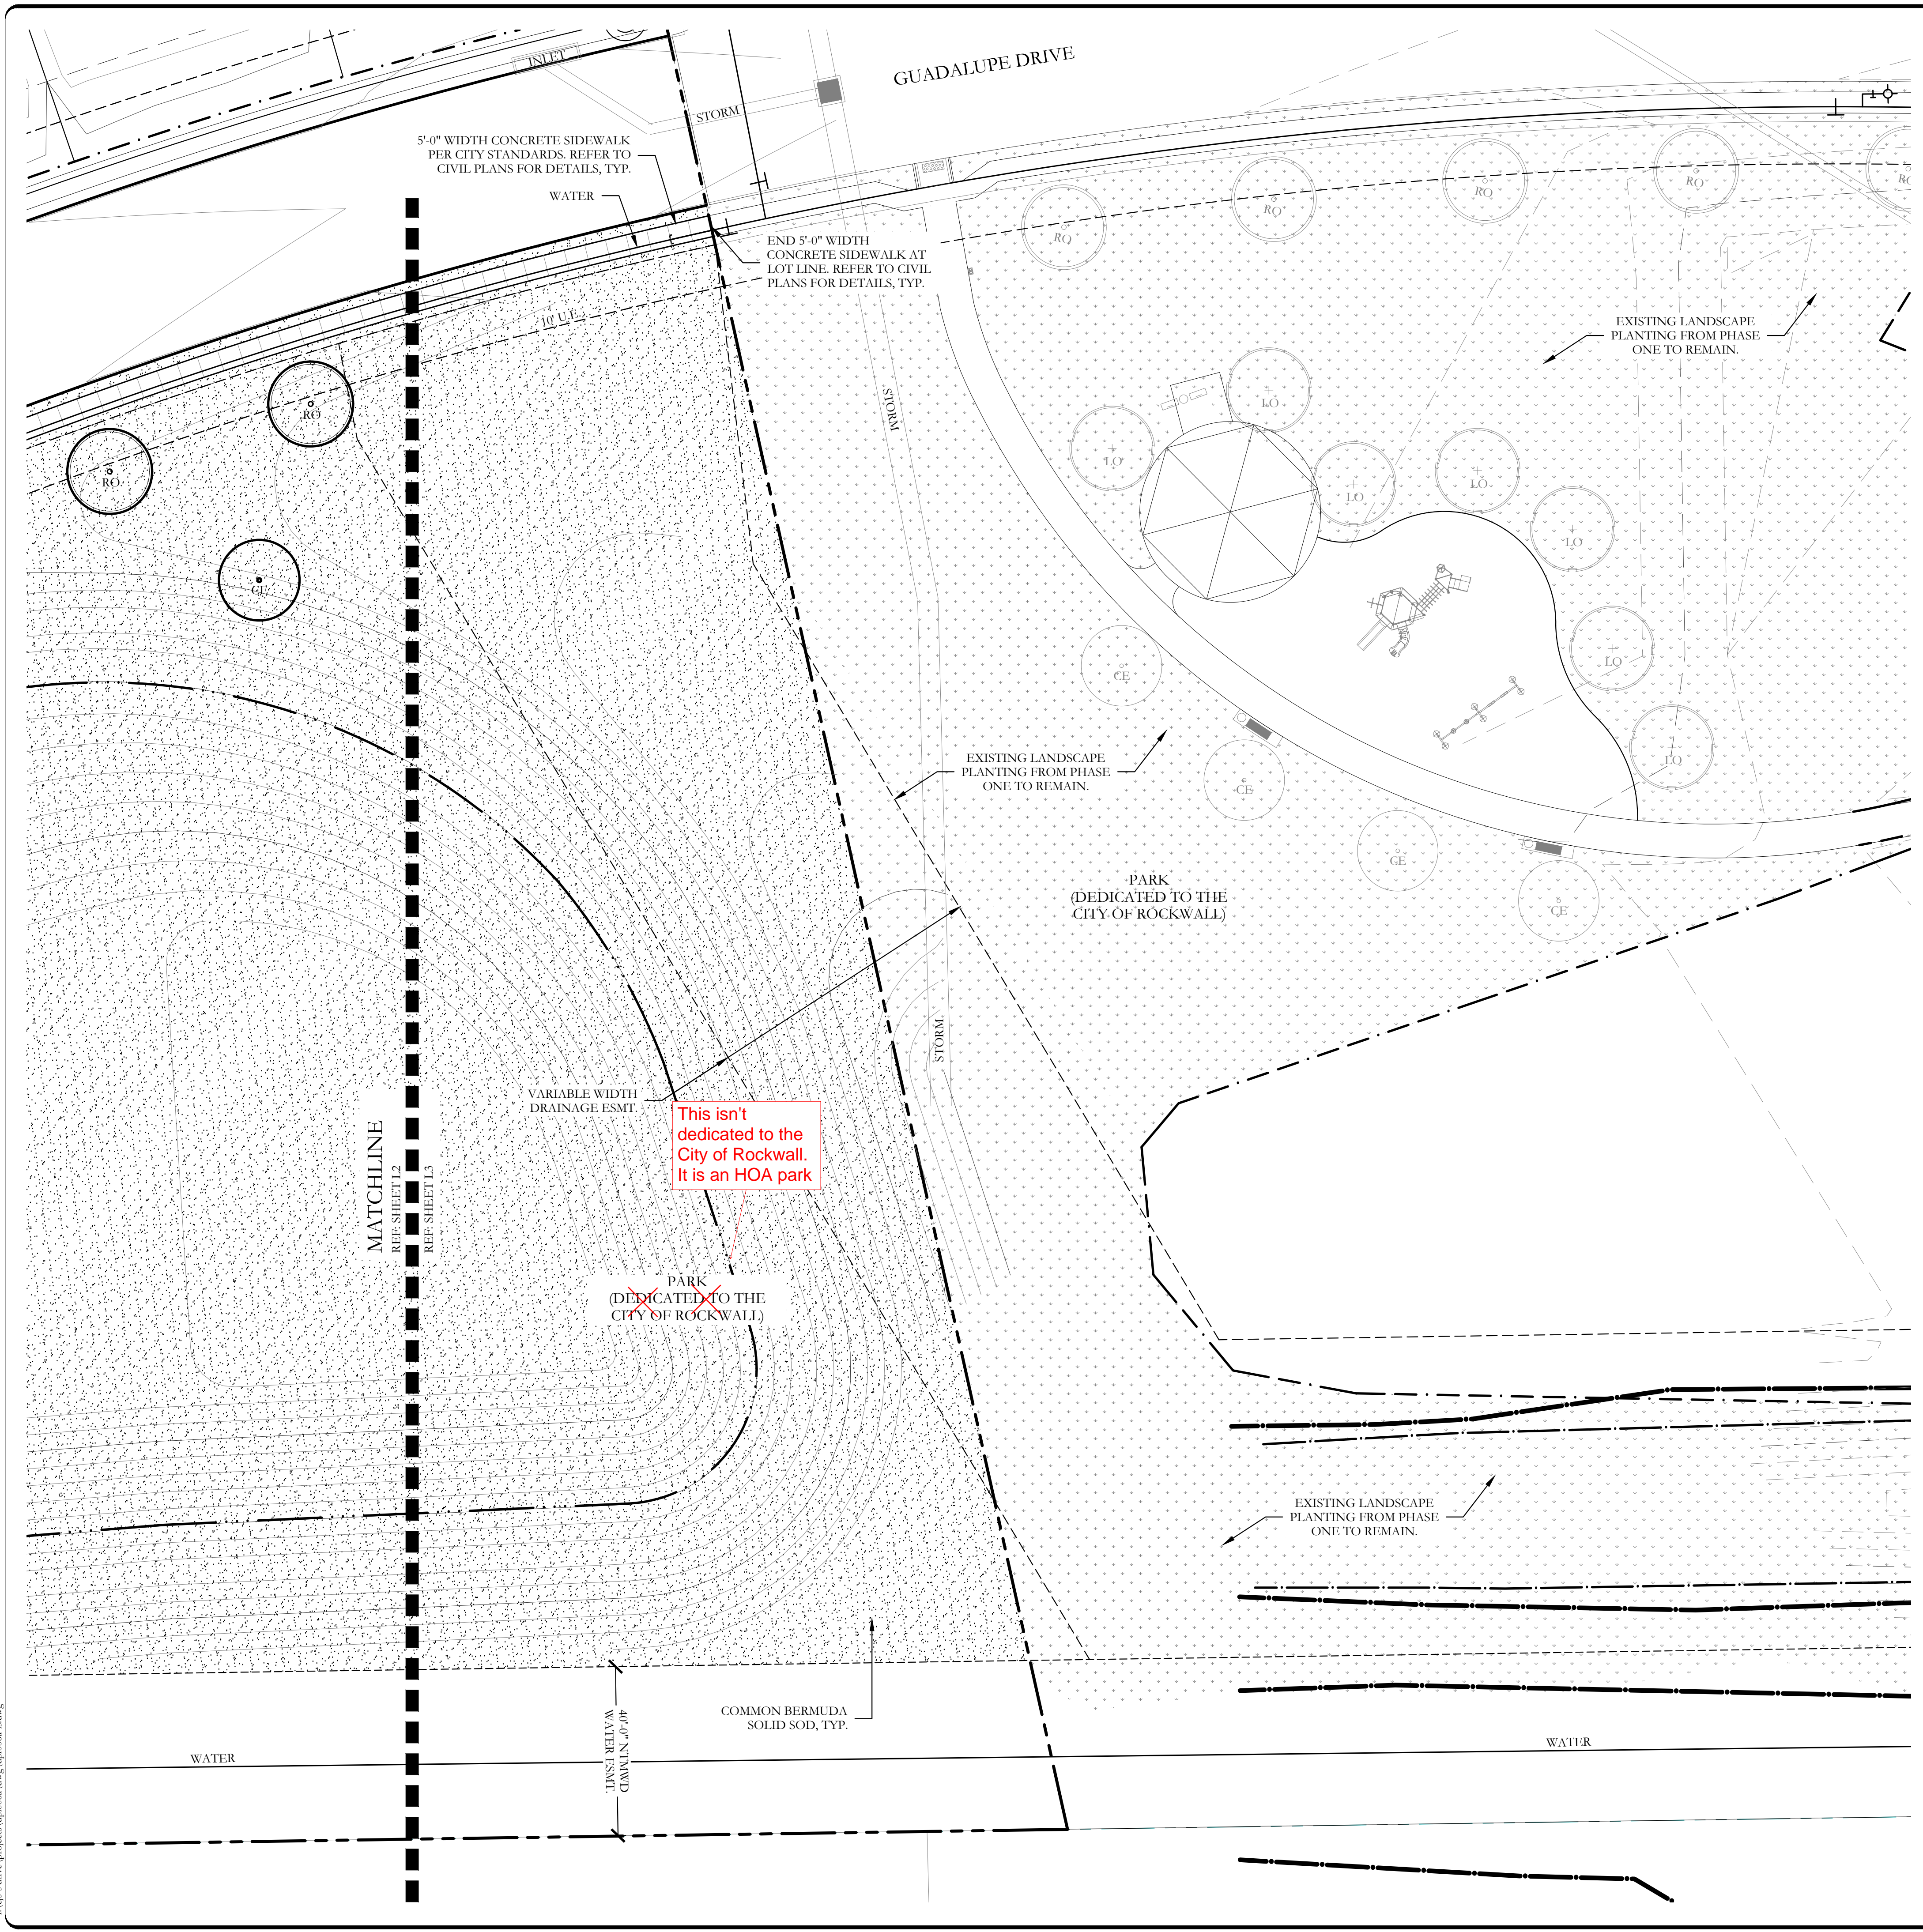 INLET
GUADALUPE DRIVE
STORM
5'-0" WIDTH CONCRETE SIDEWALK
PER CITY STANDARDS. REFER TO
CIVIL PLANS FOR DETAILS, TYP.
WATER
END 5'-0" WIDTH
CONCRETE SIDEWALK AT
LOT LINE. REFER TO CIVIL
PLANS FOR DETAILS, TYP.
10' U.E.
RO
RO
RO
RO
RO
EXISTING LANDSCAPE
PLANTING FROM PHASE
ONE TO REMAIN.
RO
RO
CE
STORM
LO
LO
LO
LO
LO
LO
LO
CE
CE
CE
CE
EXISTING LANDSCAPE
PLANTING FROM PHASE
ONE TO REMAIN.
PARK
(DEDICATED TO THE
CITY OF ROCKWALL)
STORM
VARIABLE WIDTH
DRAINAGE ESMT.
This isn't
dedicated to the
City of Rockwall.
It is an HOA park
MATCHLINE
REF. SHEET L2
REF. SHEET L3
PARK
(DEDICATED TO THE
CITY OF ROCKWALL)
EXISTING LANDSCAPE
PLANTING FROM PHASE
ONE TO REMAIN.
COMMON BERMUDA
SOLID SOD, TYP.
40'-0" NTMWD
WATER ESMT.
WATER
WATER